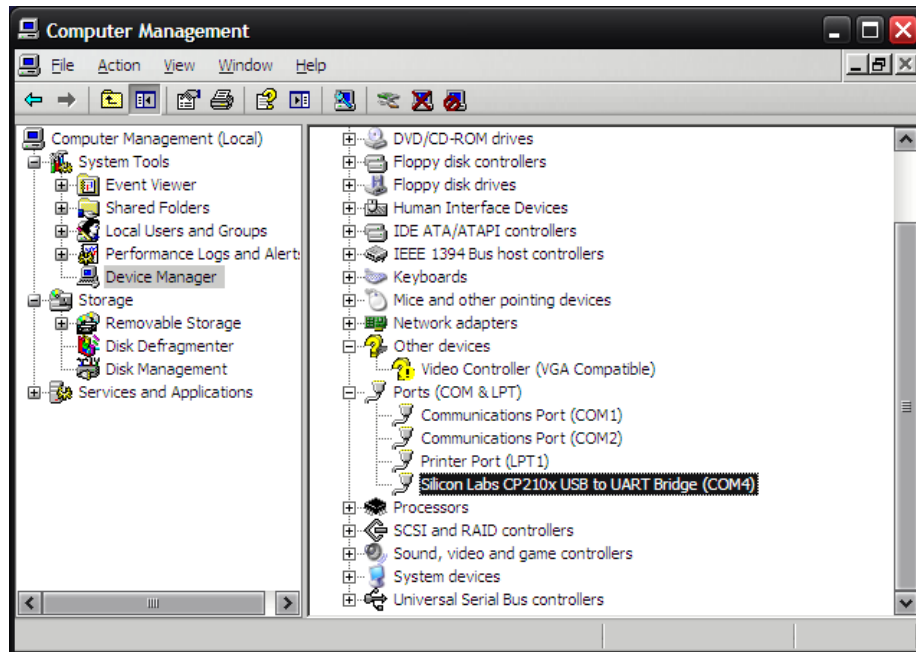 Computer Management
File Action View Window Help
Computer Management (Local)
System Tools
Event Viewer
Shared Folders
Local Users and Groups
Performance Logs and Alert
Device Manager
Storage
Removable Storage
Disk Defragmenter
Disk Management
Services and Applications
DVD/CD-ROM drives
Floppy disk controllers
Floppy disk drives
Human Interface Devices
IDE ATA/ATAPI controllers
IEEE 1394 Bus host controllers
Keyboards
Mice and other pointing devices
Network adapters
Other devices
Video Controller (VGA Compatible)
Ports (COM & LPT)
Communications Port (COM1)
Communications Port (COM2)
Printer Port (LPT1)
Silicon Labs CP210x USB to UART Bridge (COM4)
Processors
SCSI and RAID controllers
Sound, video and game controllers
System devices
Universal Serial Bus controllers